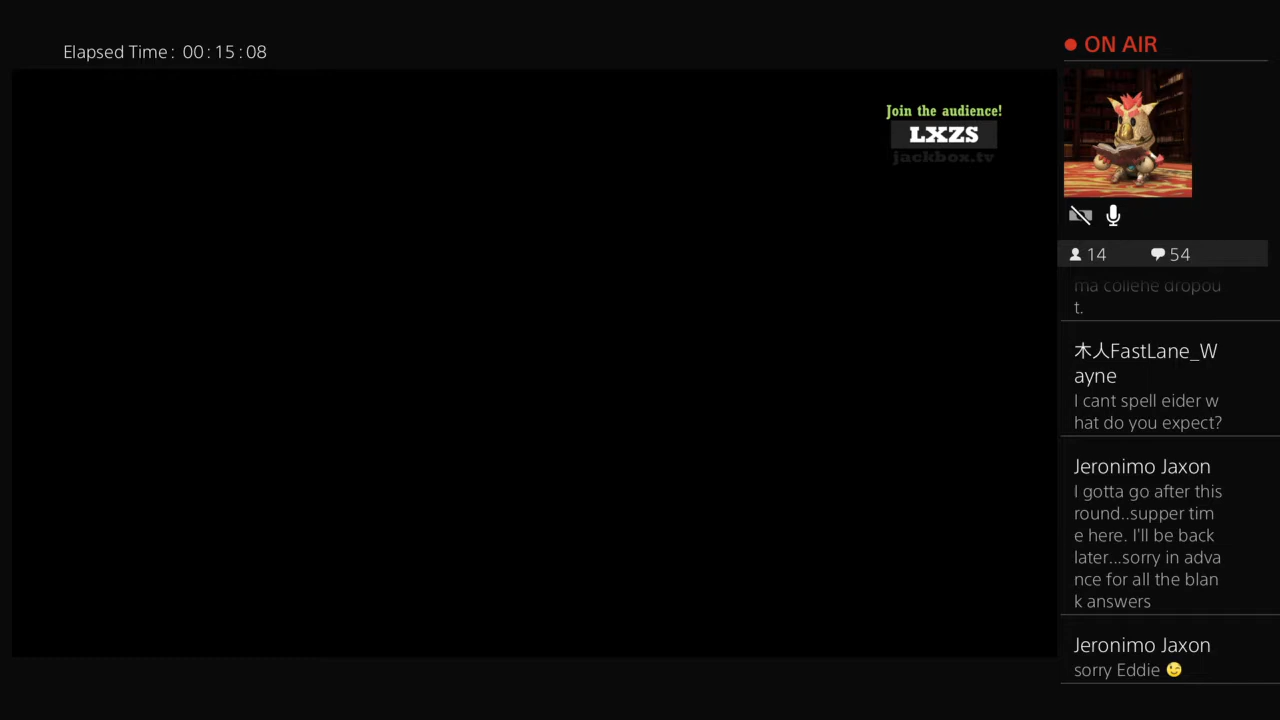 Elapsed Time: 00:15:08
ON AIR
Join the audience!
LXZS
jackbox.tv
14 54
ma collehe dropou
t.
木人FastLane_W
ayne
I cant spell eider w
hat do you expect?
Jeronimo Jaxon
I gotta go after this
round..supper tim
e here. I'll be back
later...sorry in adva
nce for all the blan
k answers
Jeronimo Jaxon
sorry Eddie 😉